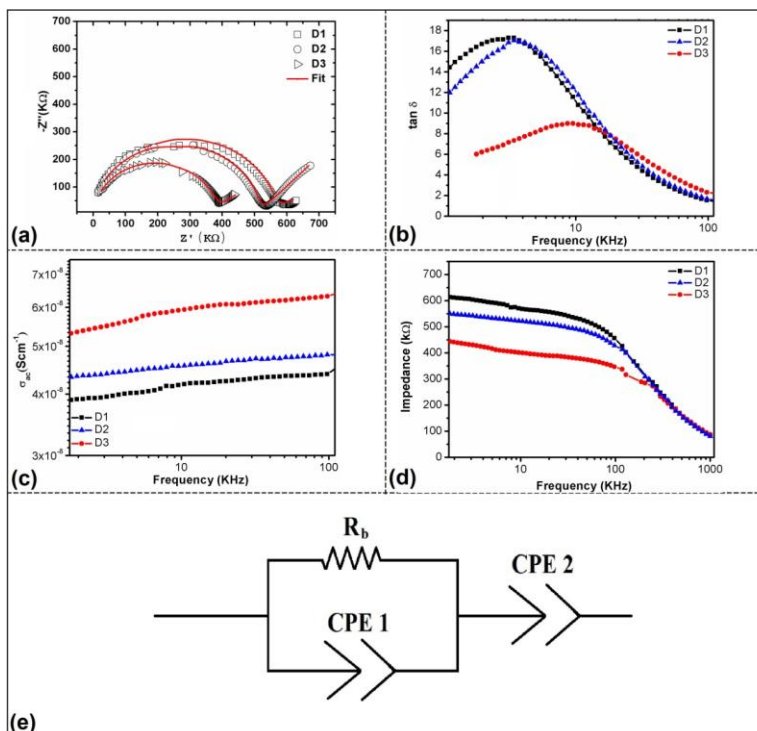 D1
D2
D3
Fit
-Z"(KΩ)
700
600
500
400
300
200
100
0 100 200 300 400 500 600 700
Z' (KΩ)
(a)
D1
D2
D3
tan δ
18
16
14
12
10
8
6
4
2
0
10 100
Frequency (KHz)
(b)
σac(Scm⁻¹)
7x10⁻⁸
6x10⁻⁸
5x10⁻⁸
4x10⁻⁸
3x10⁻⁸
D1
D2
D3
10 100
Frequency (KHz)
(c)
D1
D2
D3
Impedance (kΩ)
700
600
500
400
300
200
100
0
10 100 1000
Frequency (KHz)
(d)
Rb
CPE 1
CPE 2
(e)